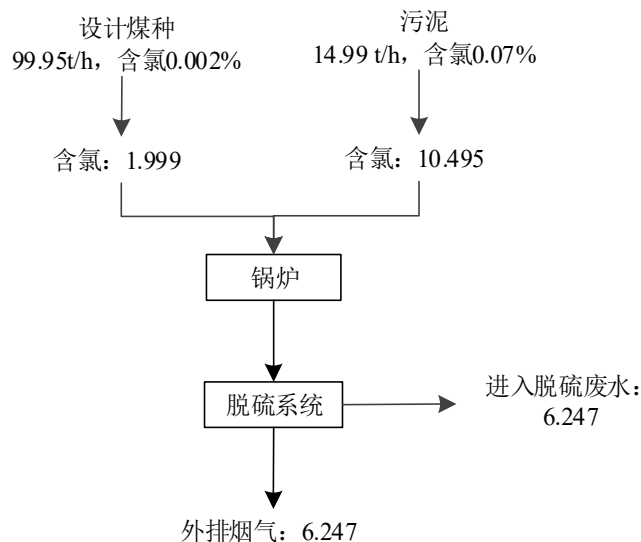 设计煤种
99.95t/h，含氯0.002%
污泥
14.99 t/h，含氯0.07%
含氯：1.999
含氯：10.495
锅炉
脱硫系统
进入脱硫废水：
6.247
外排烟气：6.247